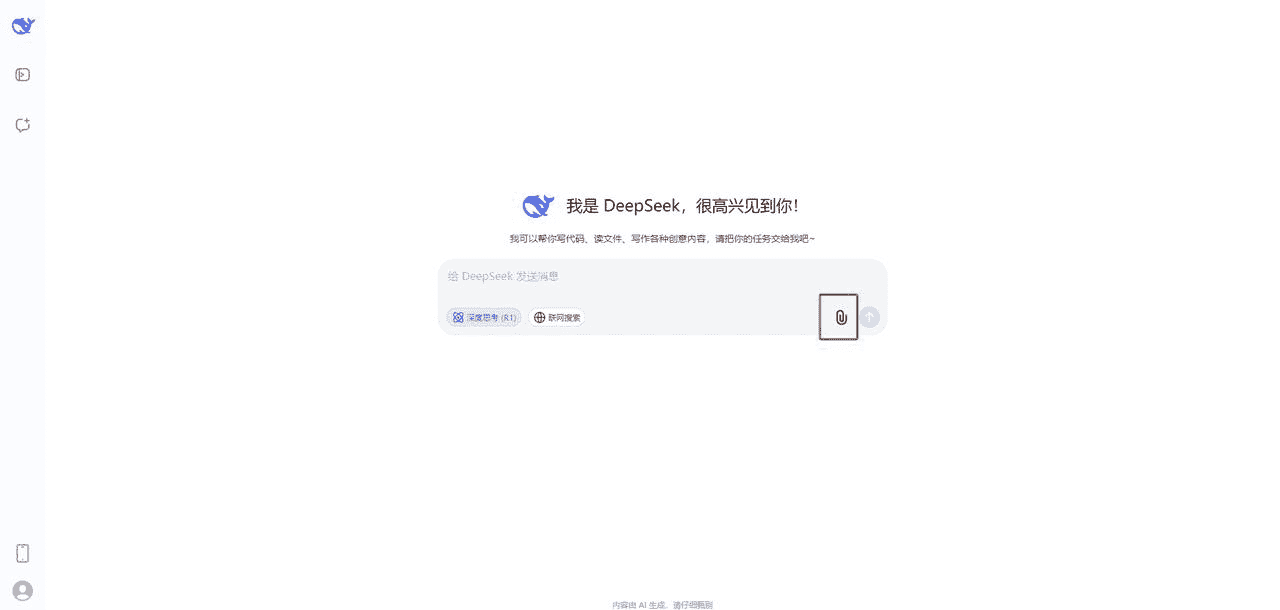 我是 DeepSeek，很高兴见到你！
我可以帮你写代码、读文件、写作各种创意内容，请把你的任务交给我吧~
给 DeepSeek 发送消息
深度思考 (R1) 联网搜索
内容由 AI 生成，请仔细甄别